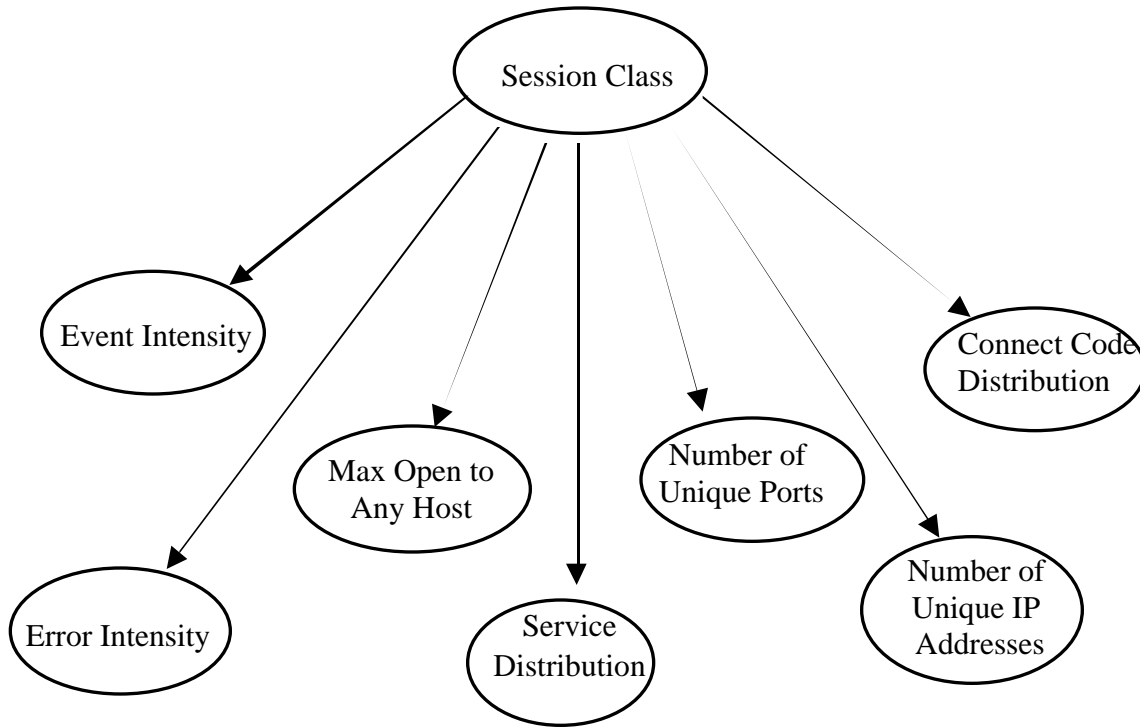 Session Class
Event Intensity
Connect Code
Distribution
Max Open to
Any Host
Number of
Unique Ports
Error Intensity
Service
Distribution
Number of
Unique IP
Addresses